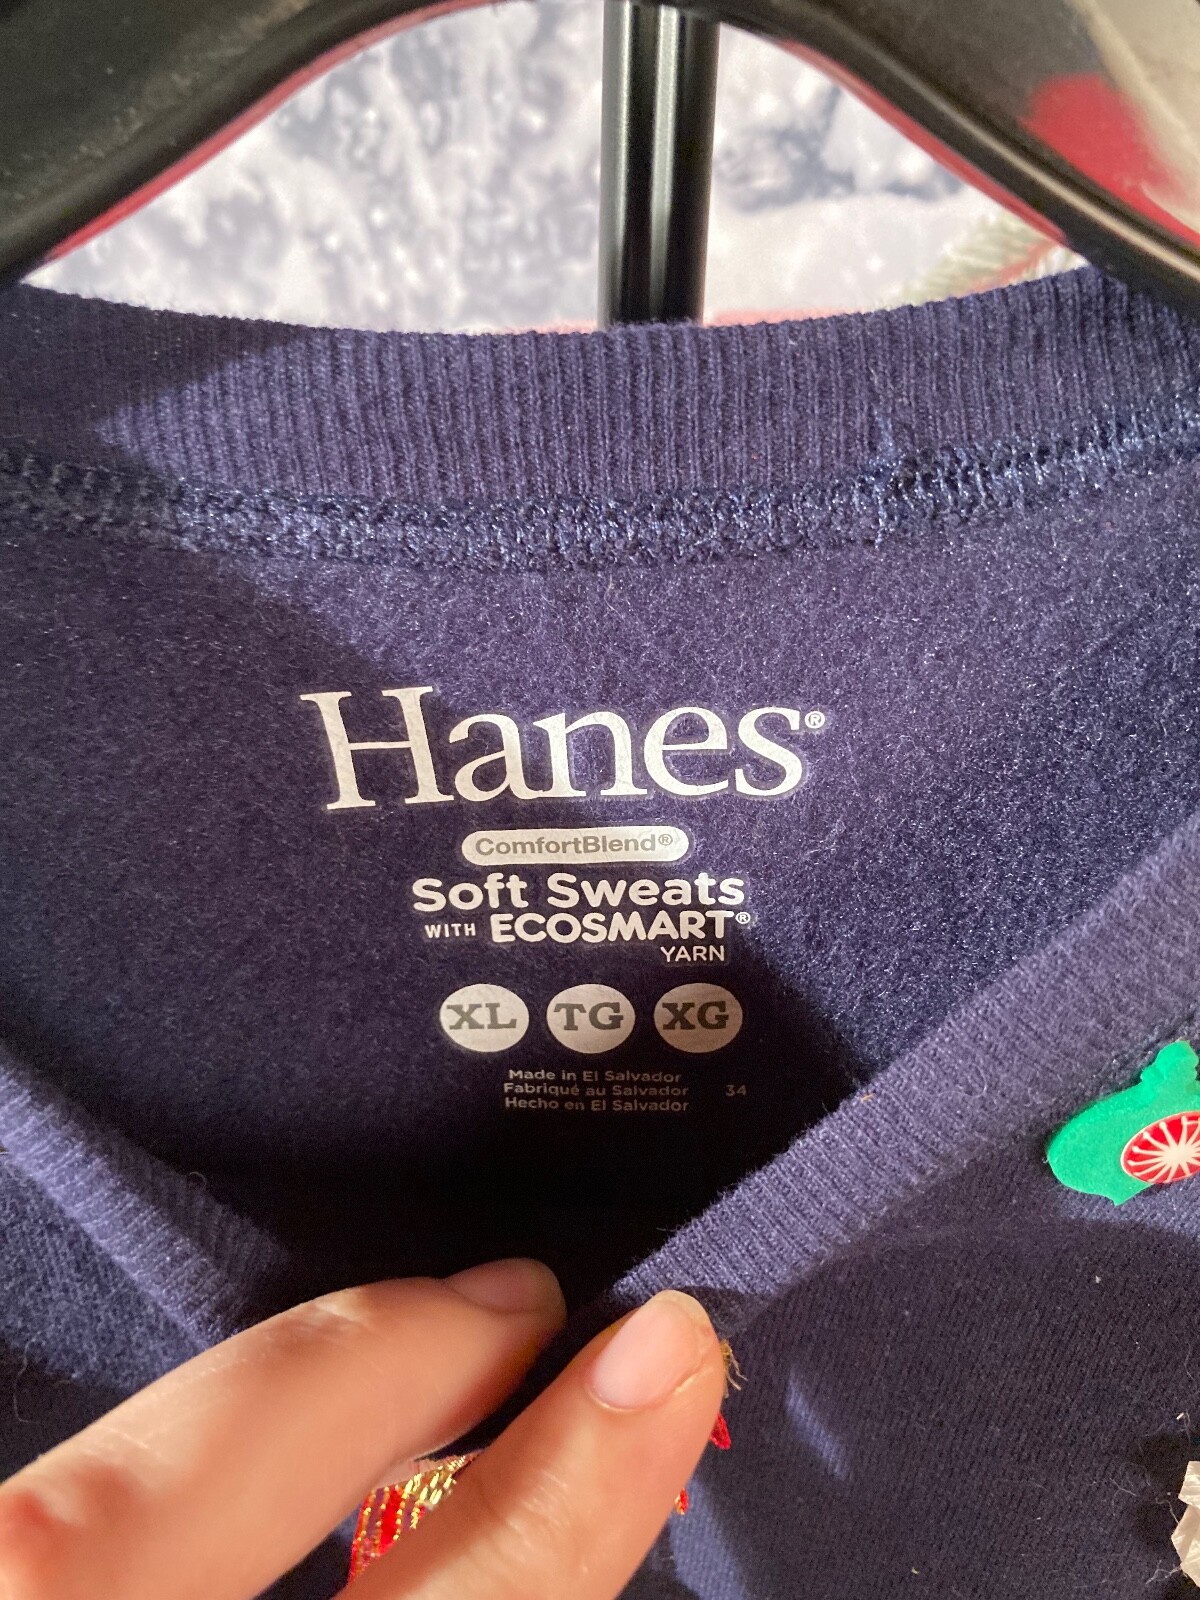 Hanes®
ComfortBlend®
Soft Sweats
WITH ECOSMART®
YARN
XL TG XG
Made in El Salvador
Fabriqué au Salvador 34
Hecho en El Salvador